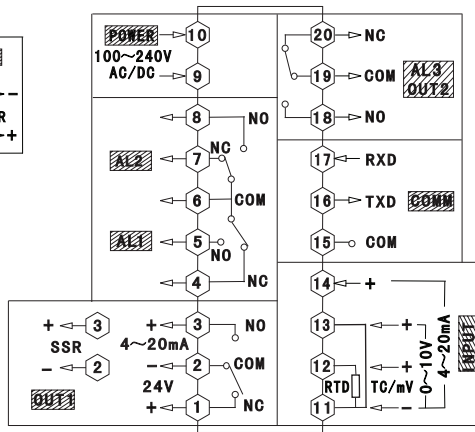 POWER 10
100～240V
AC/DC 9
8 NO
AL2 7 NC
6 COM
AL1 5 NO
4 NC
+ 3
SSR
- 2
OUT1
+ 3 NO
4～20mA
- 2 COM
24V
+ 1 NC
20 NC
19 COM
AL3
OUT2
18 NO
17 RXD
16 TXD COMM
15 COM
14 +
13 +
12 +
RTD TC/mV
11 -
0～10V
4～20mA
INPUT
-
R
+